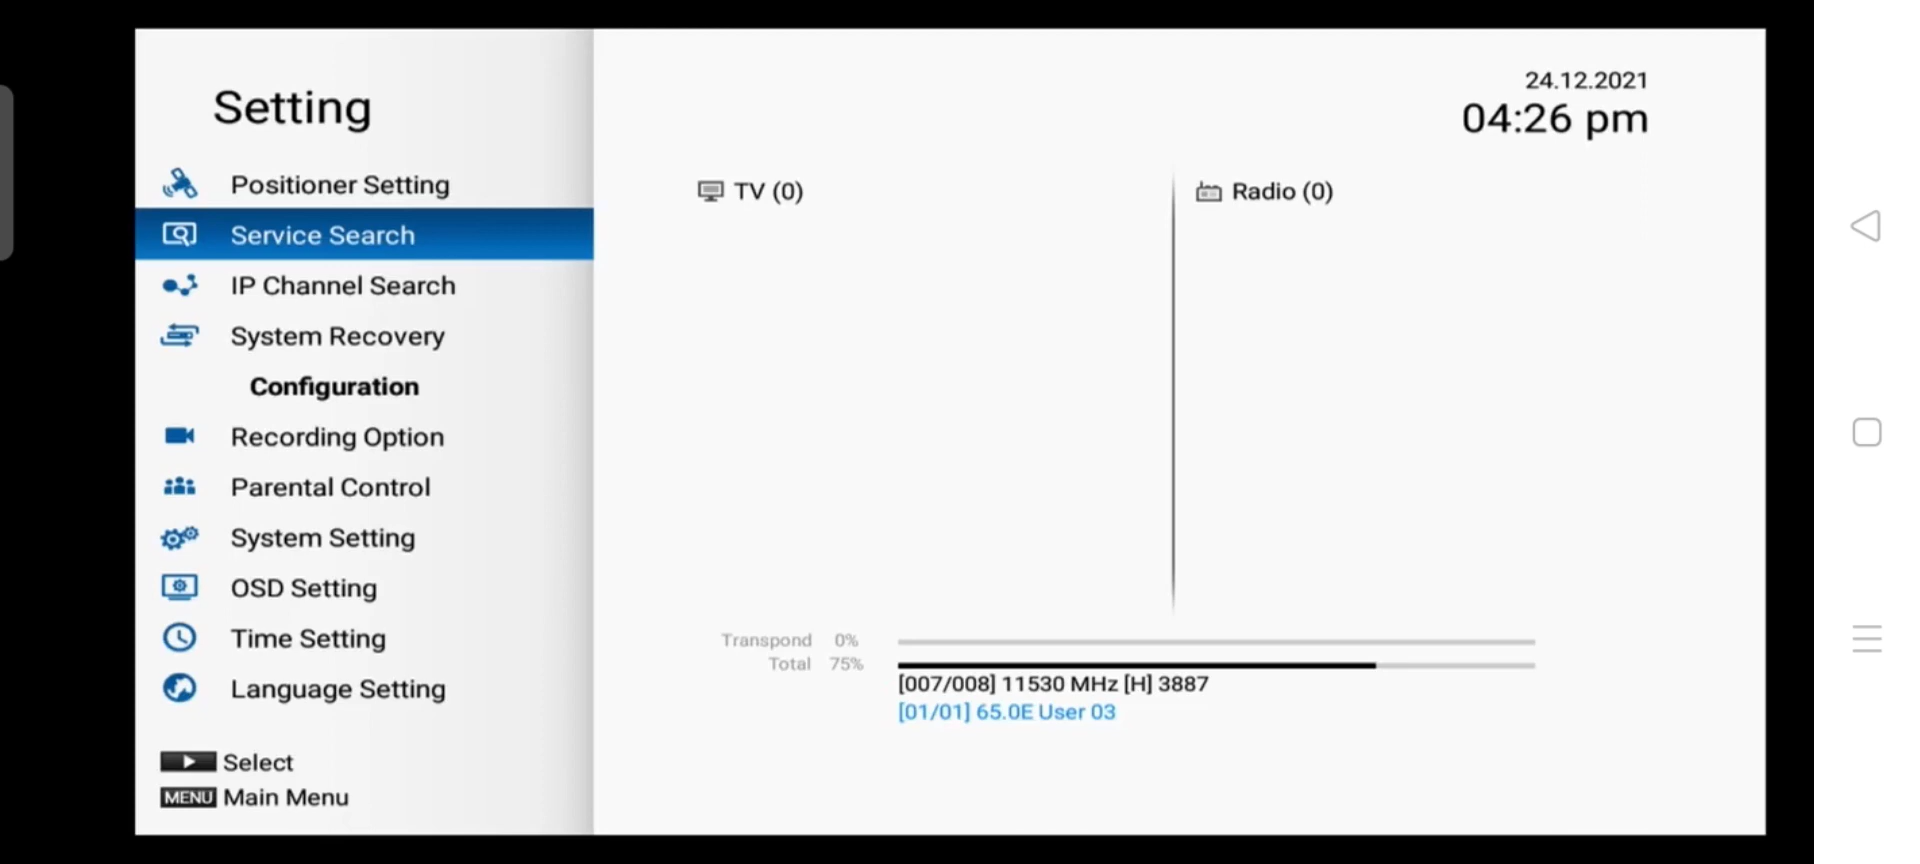 Setting
Positioner Setting
Service Search
IP Channel Search
System Recovery
Configuration
Recording Option
Parental Control
System Setting
OSD Setting
Time Setting
Language Setting
Select
MENU Main Menu
24.12.2021
04:26 pm
TV (0)
Radio (0)
Transpond 0%
Total 75%
[007/008] 11530 MHz [H] 3887
[01/01] 65.0E User 03